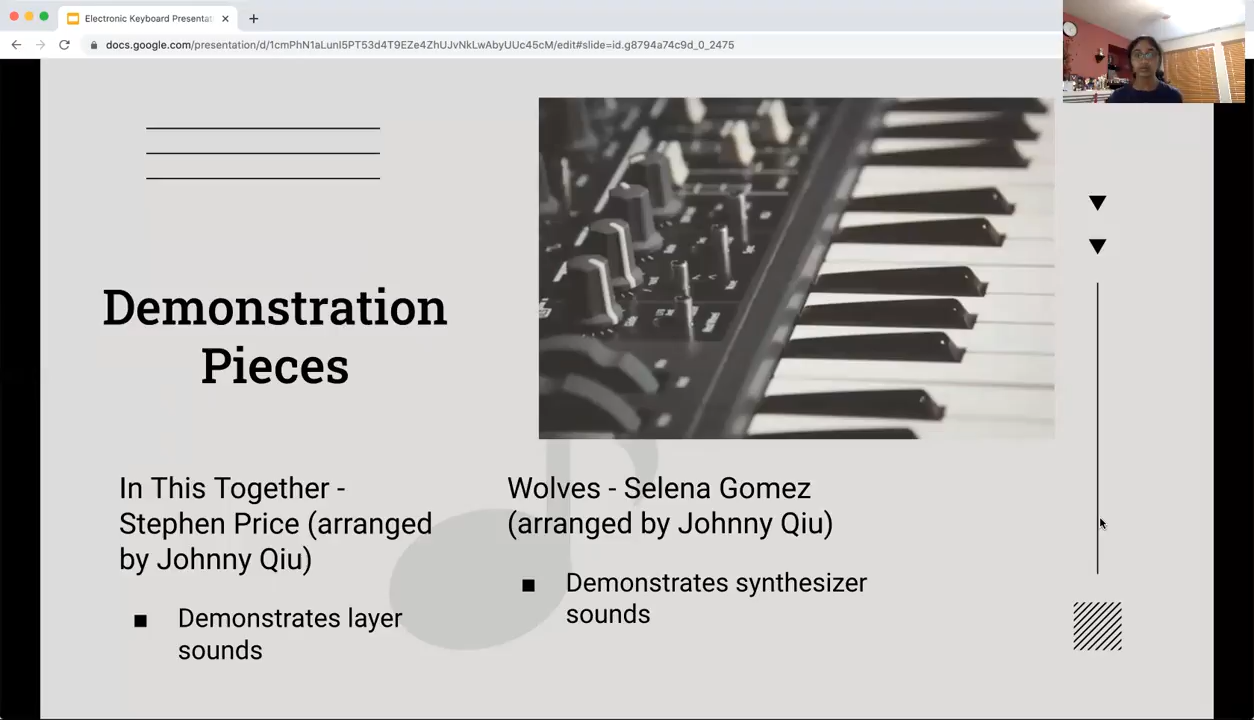 Electronic Keyboard Presentat
docs.google.com/presentation/d/1cmPhN1aLunI5PT53d4T9EZe4ZhUJvNkLwAbyUUc45cM/edit#slide=id.g8794a74c9d_0_2475
Demonstration
Pieces
In This Together -
Stephen Price (arranged
by Johnny Qiu)
■ Demonstrates layer
sounds
Wolves - Selena Gomez
(arranged by Johnny Qiu)
■ Demonstrates synthesizer
sounds